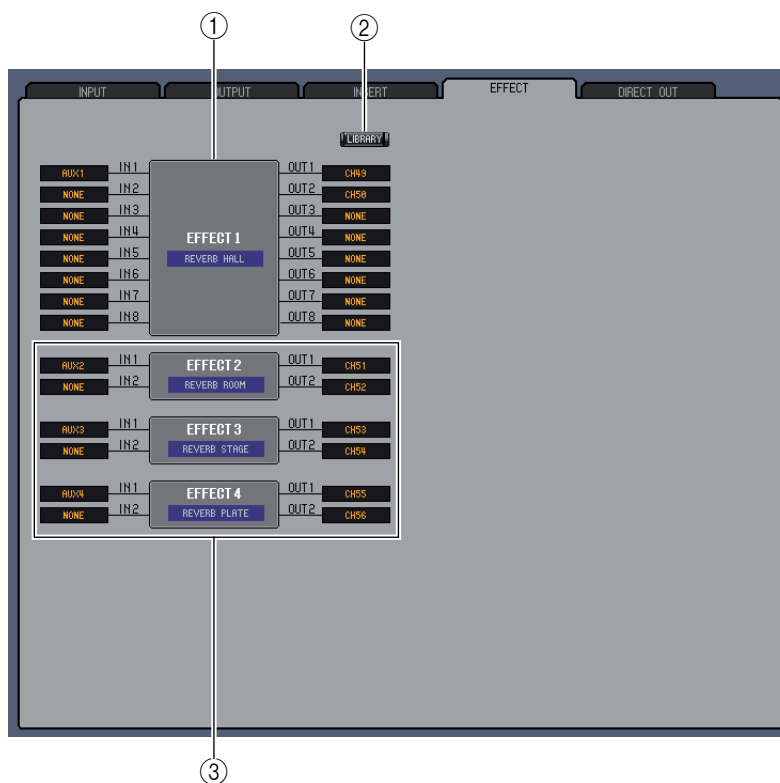 ① ②
INPUT OUTPUT INSERT EFFECT DIRECT OUT
LIBRARY
AUX1 IN1 OUT1 CH49
NONE IN2 OUT2 CH50
NONE IN3 OUT3 NONE
NONE IN4 EFFECT 1 OUT4 NONE
NONE IN5 REVERB HALL OUT5 NONE
NONE IN6 OUT6 NONE
NONE IN7 OUT7 NONE
NONE IN8 OUT8 NONE
AUX2 IN1 EFFECT 2 OUT1 CH51
NONE IN2 REVERB ROOM OUT2 CH52
AUX3 IN1 EFFECT 3 OUT1 CH53
NONE IN2 REVERB STAGE OUT2 CH54
AUX4 IN1 EFFECT 4 OUT1 CH55
NONE IN2 REVERB PLATE OUT2 CH56
③